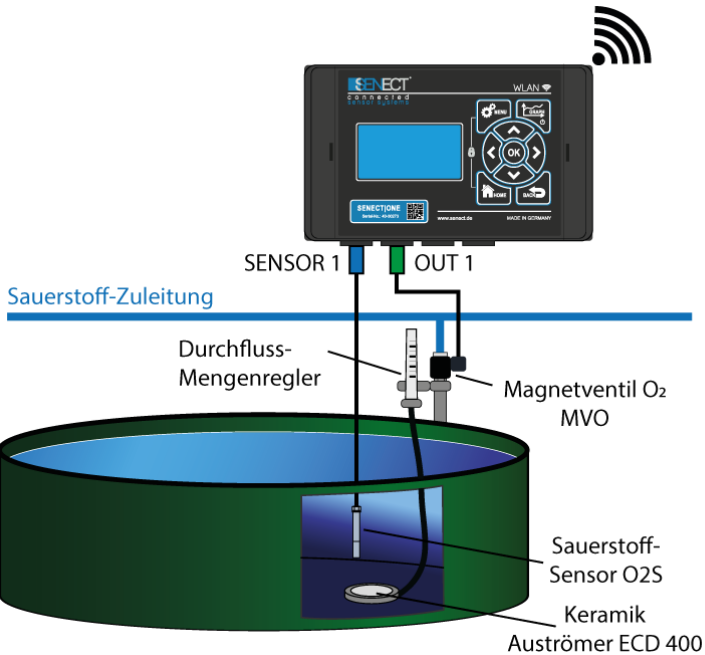 SENECT
connected
sensor systems
WLAN
MENU
GRAPH
OK
HOME
BACK
SENECT|ONE
www.senect.de
MADE IN GERMANY
SENSOR 1
OUT 1
Sauerstoff-Zuleitung
Durchfluss-
Mengenregler
Magnetventil O₂
MVO
Sauerstoff-
Sensor O2S
Keramik
Auströmer ECD 400